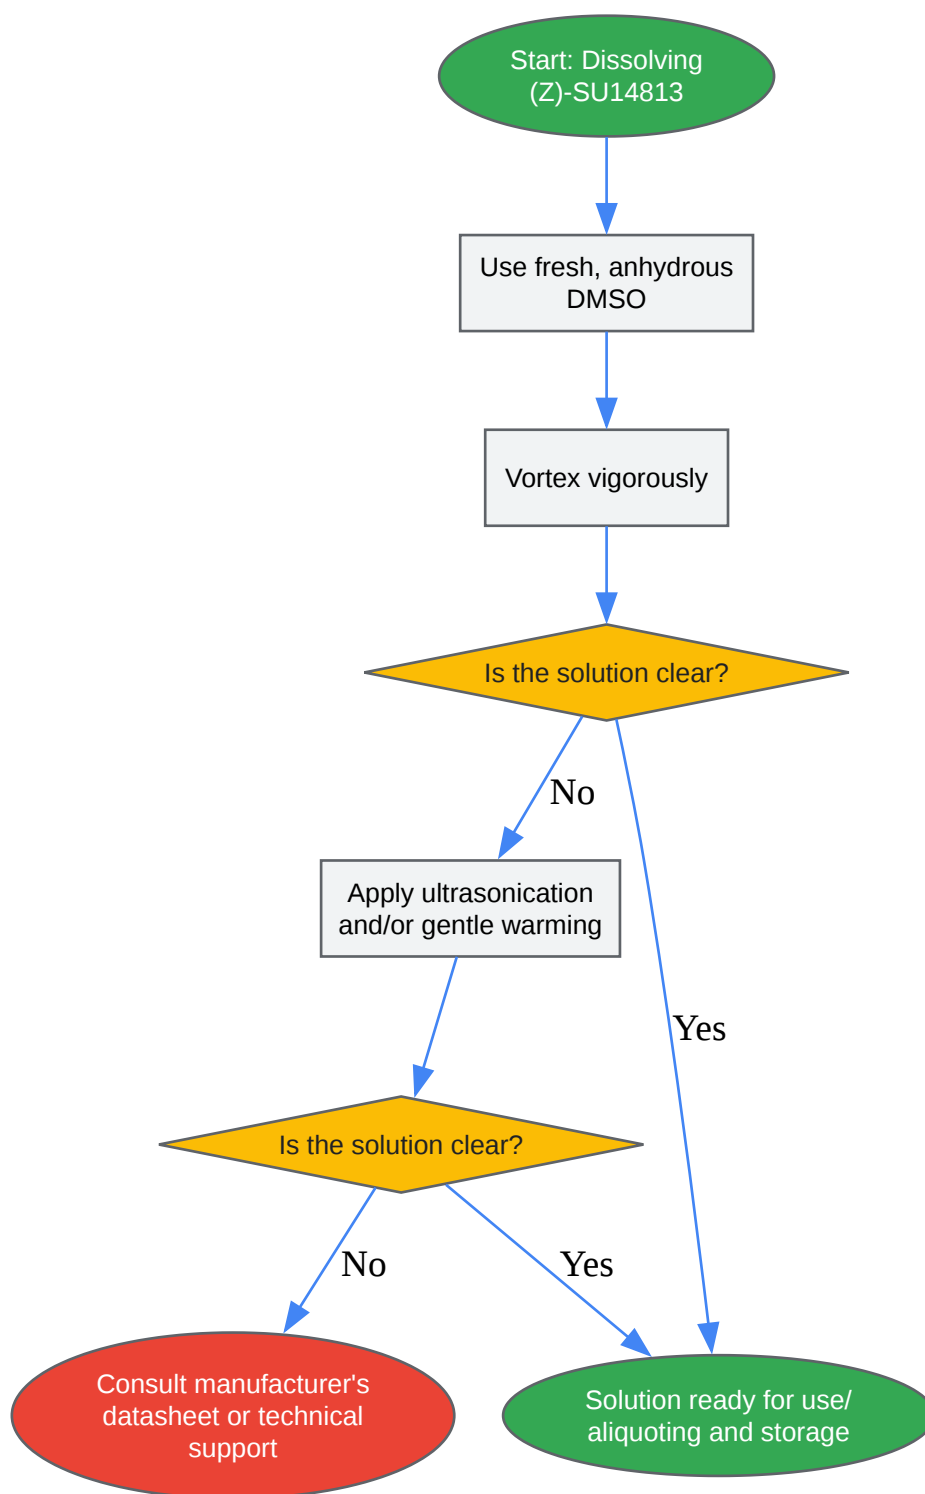 Start: Dissolving
(Z)-SU14813
Use fresh, anhydrous
DMSO
Vortex vigorously
Is the solution clear?
No
Apply ultrasonication
and/or gentle warming
Yes
Is the solution clear?
No
Yes
Consult manufacturer's
datasheet or technical
support
Solution ready for use/
aliquoting and storage